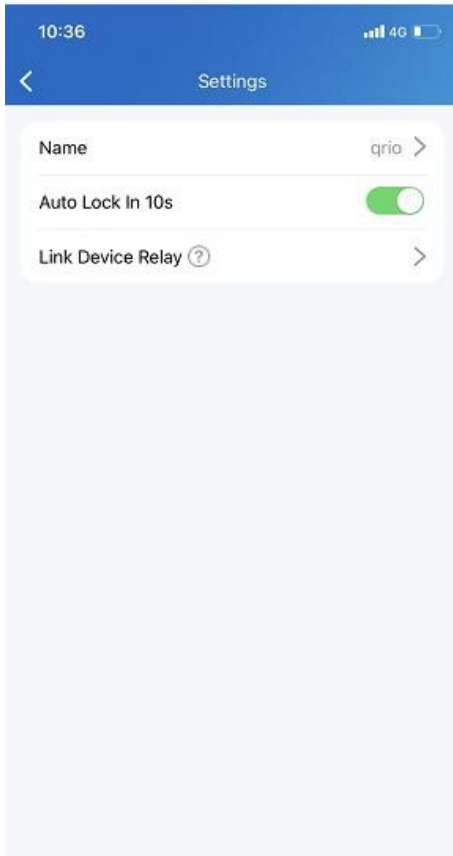 10:36 4G
Settings
Name qrio
Auto Lock In 10s
Link Device Relay ?